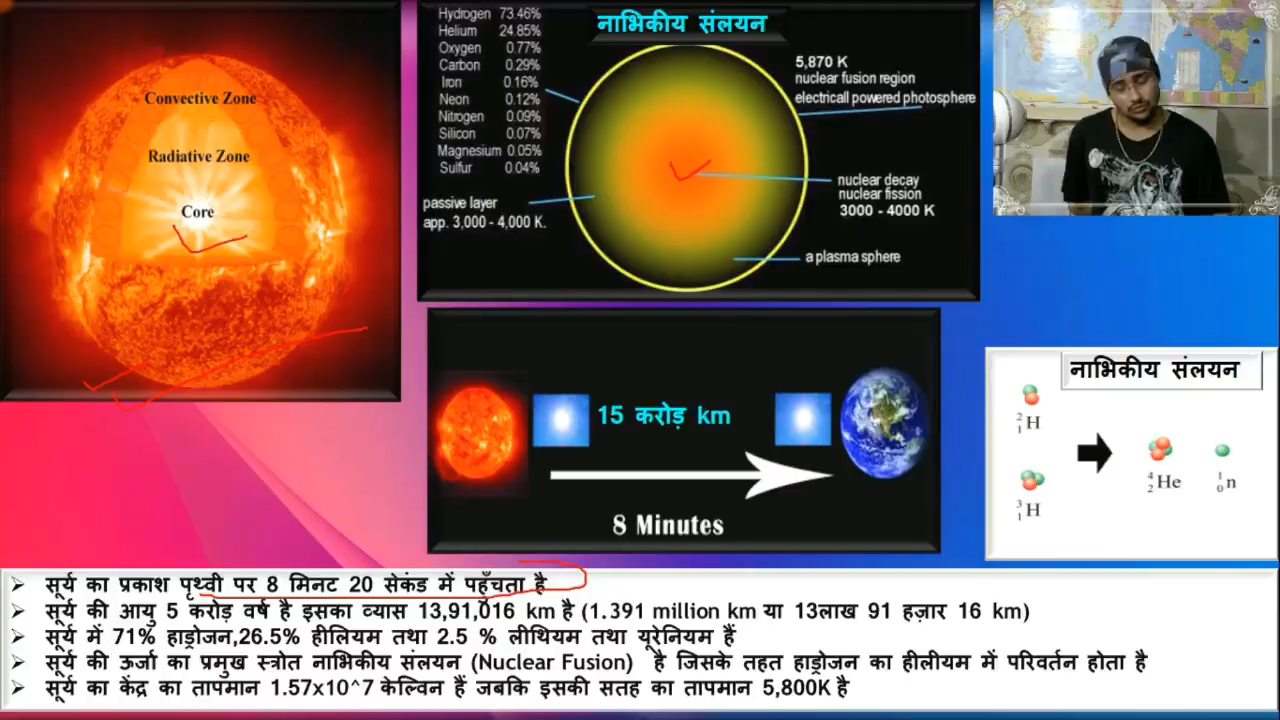 Convective Zone
Radiative Zone
Core
नाभिकीय संलयन
Hydrogen 73.46%
Helium 24.85%
Oxygen 0.77%
Carbon 0.29%
Iron 0.16%
Neon 0.12%
Nitrogen 0.09%
Silicon 0.07%
Magnesium 0.05%
Sulfur 0.04%
passive layer
app. 3,000 - 4,000 K.
5,870 K
nuclear fusion region
electricall powered photosphere
nuclear decay
nuclear fission
3000 - 4000 K
a plasma sphere
15 करोड़ km
8 Minutes
नाभिकीय संलयन
²₁H
³₁H
⁴₂He ¹₀n
➢ सूर्य का प्रकाश पृथ्वी पर 8 मिनट 20 सेकंड में पहुँचता है
➢ सूर्य की आयु 5 करोड़ वर्ष है इसका व्यास 13,91,016 km है (1.391 million km या 13लाख 91 हज़ार 16 km)
➢ सूर्य में 71% हाड्रोजन,26.5% हीलियम तथा 2.5 % लीथियम तथा यूरेनियम हैं
➢ सूर्य की ऊर्जा का प्रमुख स्त्रोत नाभिकीय संलयन (Nuclear Fusion) है जिसके तहत हाड्रोजन का हीलीयम में परिवर्तन होता है
➢ सूर्य का केंद्र का तापमान 1.57x10^7 केल्विन हैं जबकि इसकी सतह का तापमान 5,800K है